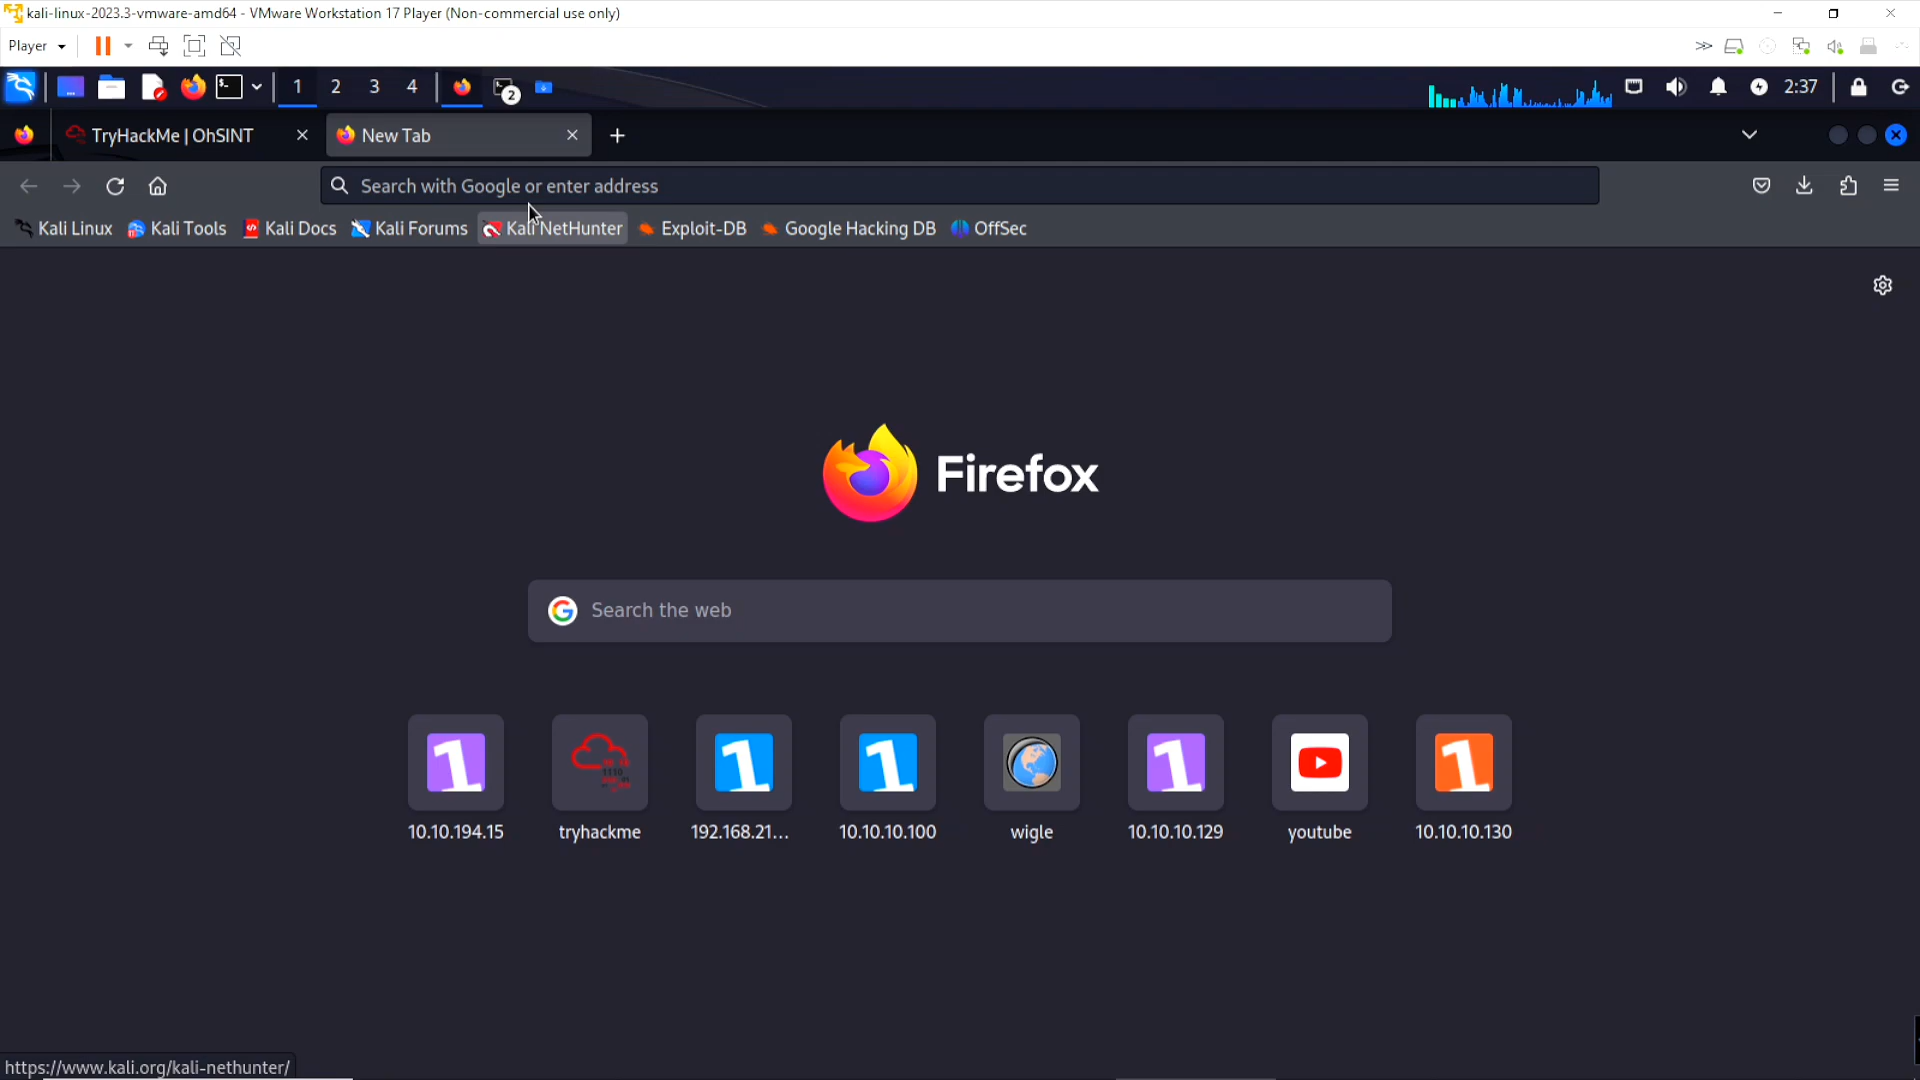 kali-linux-2023.3-vmware-amd64 - VMware Workstation 17 Player (Non-commercial use only)
Player
1 2 3 4 2 2:37
TryHackMe | OhSINT New Tab
Search with Google or enter address
Kali Linux Kali Tools Kali Docs Kali Forums Kali NetHunter Exploit-DB Google Hacking DB OffSec
Firefox
Search the web
10.10.194.15 tryhackme 192.168.21... 10.10.10.100 wigle 10.10.10.129 youtube 10.10.10.130
https://www.kali.org/kali-nethunter/